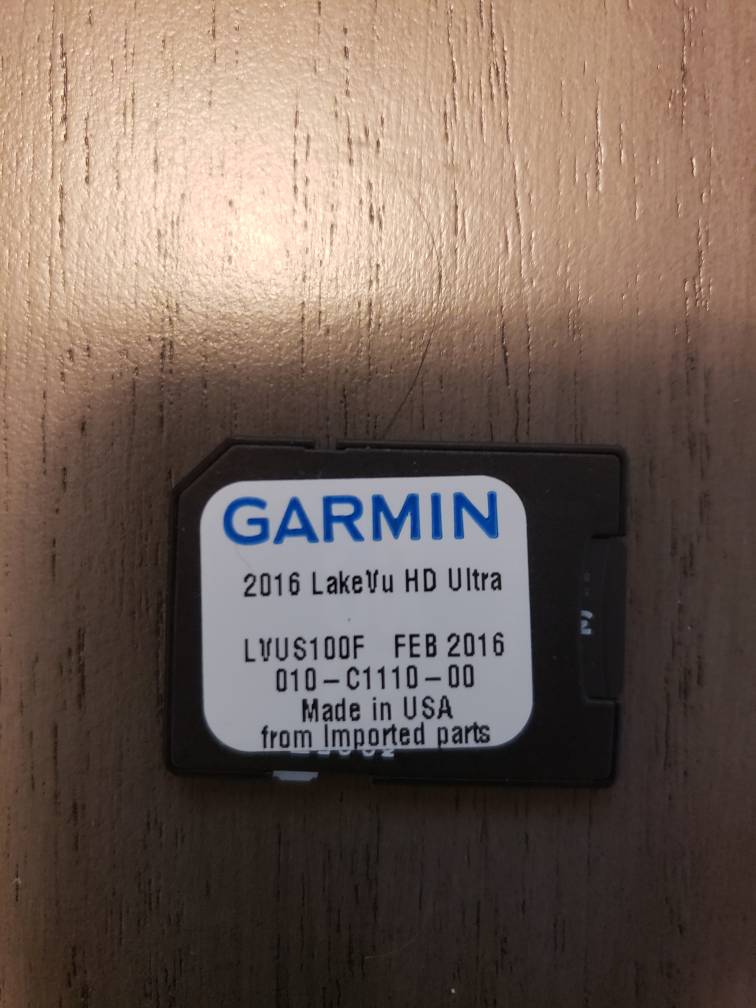 GARMIN
2016 LakeVu HD Ultra
LVUS100F FEB 2016
010-C1110-00
Made in USA
from Imported parts